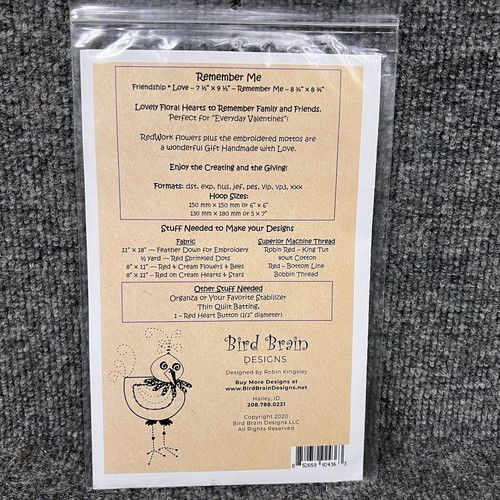 Remember Me
Friendship * Love – 7 ½" x 9 ½" – Remember Me – 8 ¾" x 8 ¾"
Lovely Floral Hearts to Remember Family and Friends.
Perfect for "Everyday Valentines"!
RedWork flowers plus the embroidered mottos are
a wonderful Gift Handmade with Love.
Enjoy the Creating and the Giving!
Formats: dst, exp, hus, jef, pes, vip, vp3, xxx
Hoop Sizes:
150 mm x 150 mm or 6" x 6"
130 mm x 180 mm or 5 x 7"
Stuff Needed to Make your Designs
Fabric
11" x 18" — Feather Down for Embroidery
½ Yard — Red Sprinkled Dots
8" x 11" — Red & Cream Flowers & Bees
8" x 11" — Red on Cream Hearts & Stars
Superior Machine Thread
Robin Red – King Tut
40wt Cotton
Red – Bottom Line
Bobbin Thread
Other Stuff Needed
Organza or Your Favorite Stabilizer
Thin Quilt Batting,
1 – Red Heart Button (1/2" diameter)
Bird Brain
DESIGNS
Designed by Robin Kingsley
Buy More Designs at
www.BirdBrainDesigns.net
Hailey, ID
208.788.0221
Copyright 2020
Bird Brain Designs LLC
All Rights Reserved
8 52659 92436 3